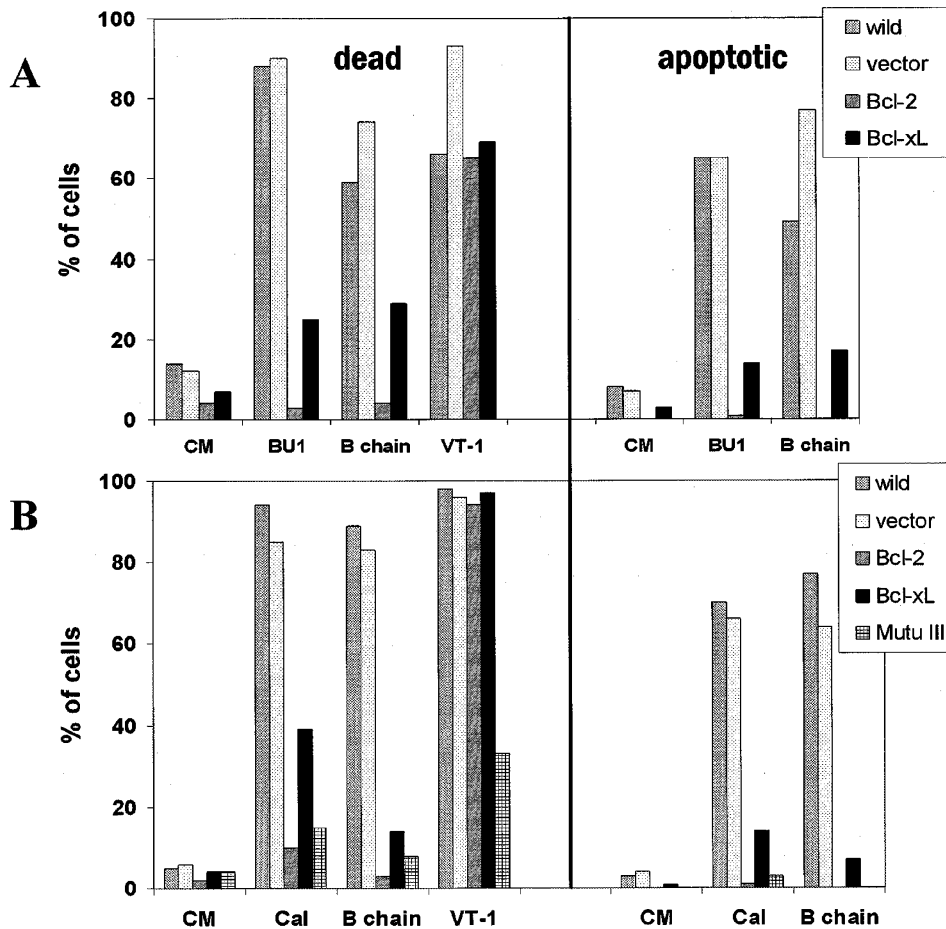 A
dead
apoptotic
wild
vector
Bcl-2
Bcl-xL
% of cells
100
80
60
40
20
0
CM BU1 B chain VT-1
CM BU1 B chain
B
wild
vector
Bcl-2
Bcl-xL
Mutu III
% of cells
100
80
60
40
20
0
CM Cal B chain VT-1
CM Cal B chain